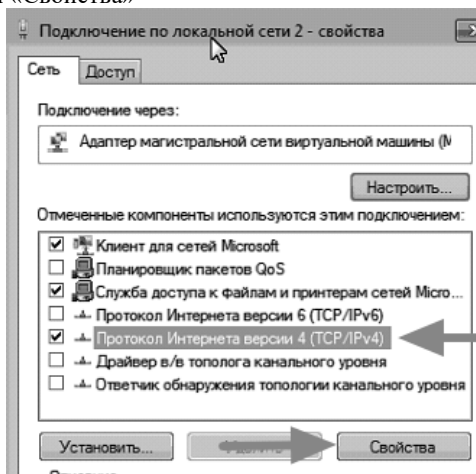 «Свойства»
Подключение по локальной сети 2 - свойства
Сеть Доступ
Подключение через:
Адаптер магистральной сети виртуальной машины (М
Настроить...
Отмеченные компоненты используются этим подключением:
Клиент для сетей Microsoft
Планировщик пакетов QoS
Служба доступа к файлам и принтерам сетей Micro...
Протокол Интернета версии 6 (TCP/IPv6)
Протокол Интернета версии 4 (TCP/IPv4)
Драйвер в/в тополога канального уровня
Ответчик обнаружения топологии канального уровня
Установить... Свойства